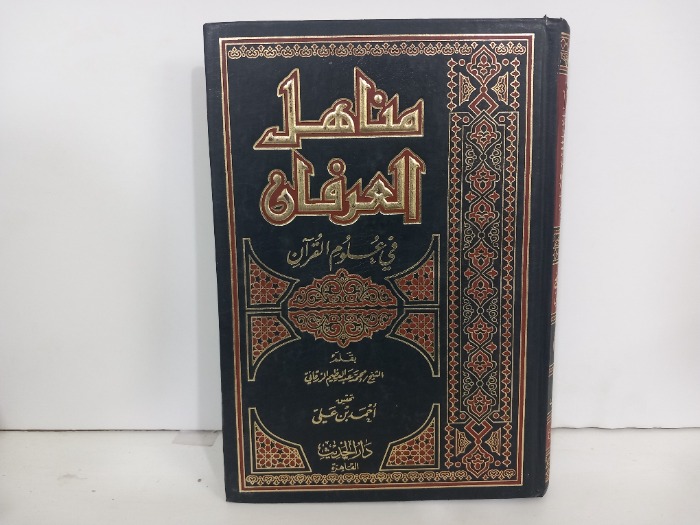 مناهل
العرفان
في علوم القرآن
بقلم
الشيخ محمد عبد العظيم الزرقاني
تحقيق
أحمد بن علي
دار الحديث
القاهرة